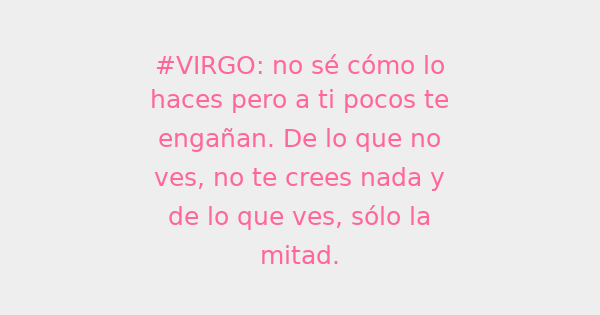 #VIRGO: no sé cómo lo
haces pero a ti pocos te
engañan. De lo que no
ves, no te crees nada y
de lo que ves, sólo la
mitad.